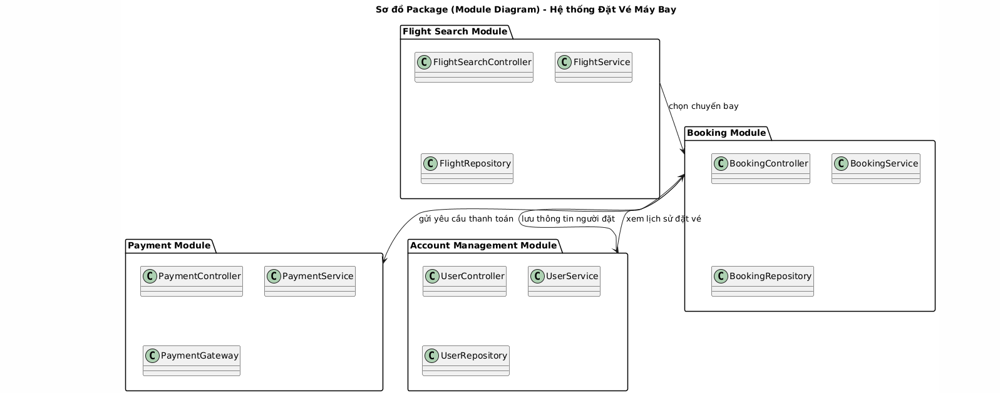 Sơ đồ Package (Module Diagram) - Hệ thống Đặt Vé Máy Bay
Flight Search Module
C FlightSearchController
C FlightService
chọn chuyến bay
Booking Module
C FlightRepository
C BookingController
C BookingService
gửi yêu cầu thanh toán
lưu thông tin người đặt
xem lịch sử đặt vé
Payment Module
Account Management Module
C PaymentController
C PaymentService
C UserController
C UserService
C BookingRepository
C PaymentGateway
C UserRepository